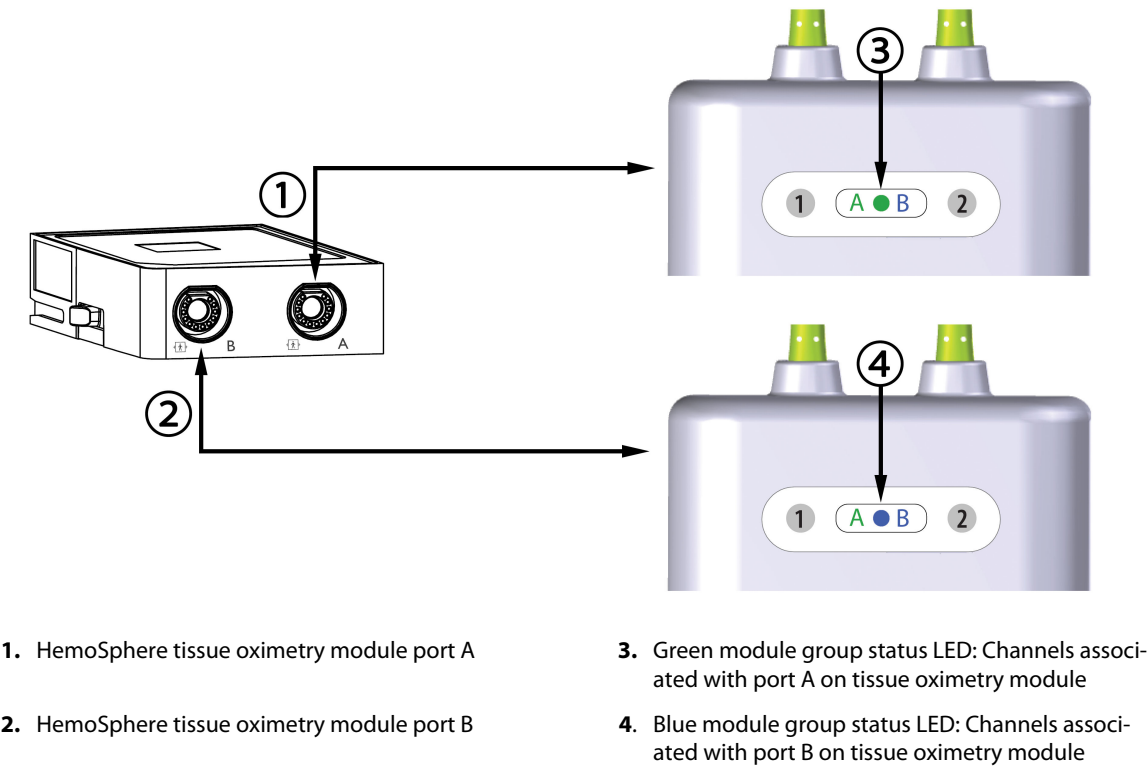 3
1
1 A B 2
B A
4
2
1 A B 2
1. HemoSphere tissue oximetry module port A
2. HemoSphere tissue oximetry module port B
3. Green module group status LED: Channels associ-
ated with port A on tissue oximetry module
4. Blue module group status LED: Channels associ-
ated with port B on tissue oximetry module